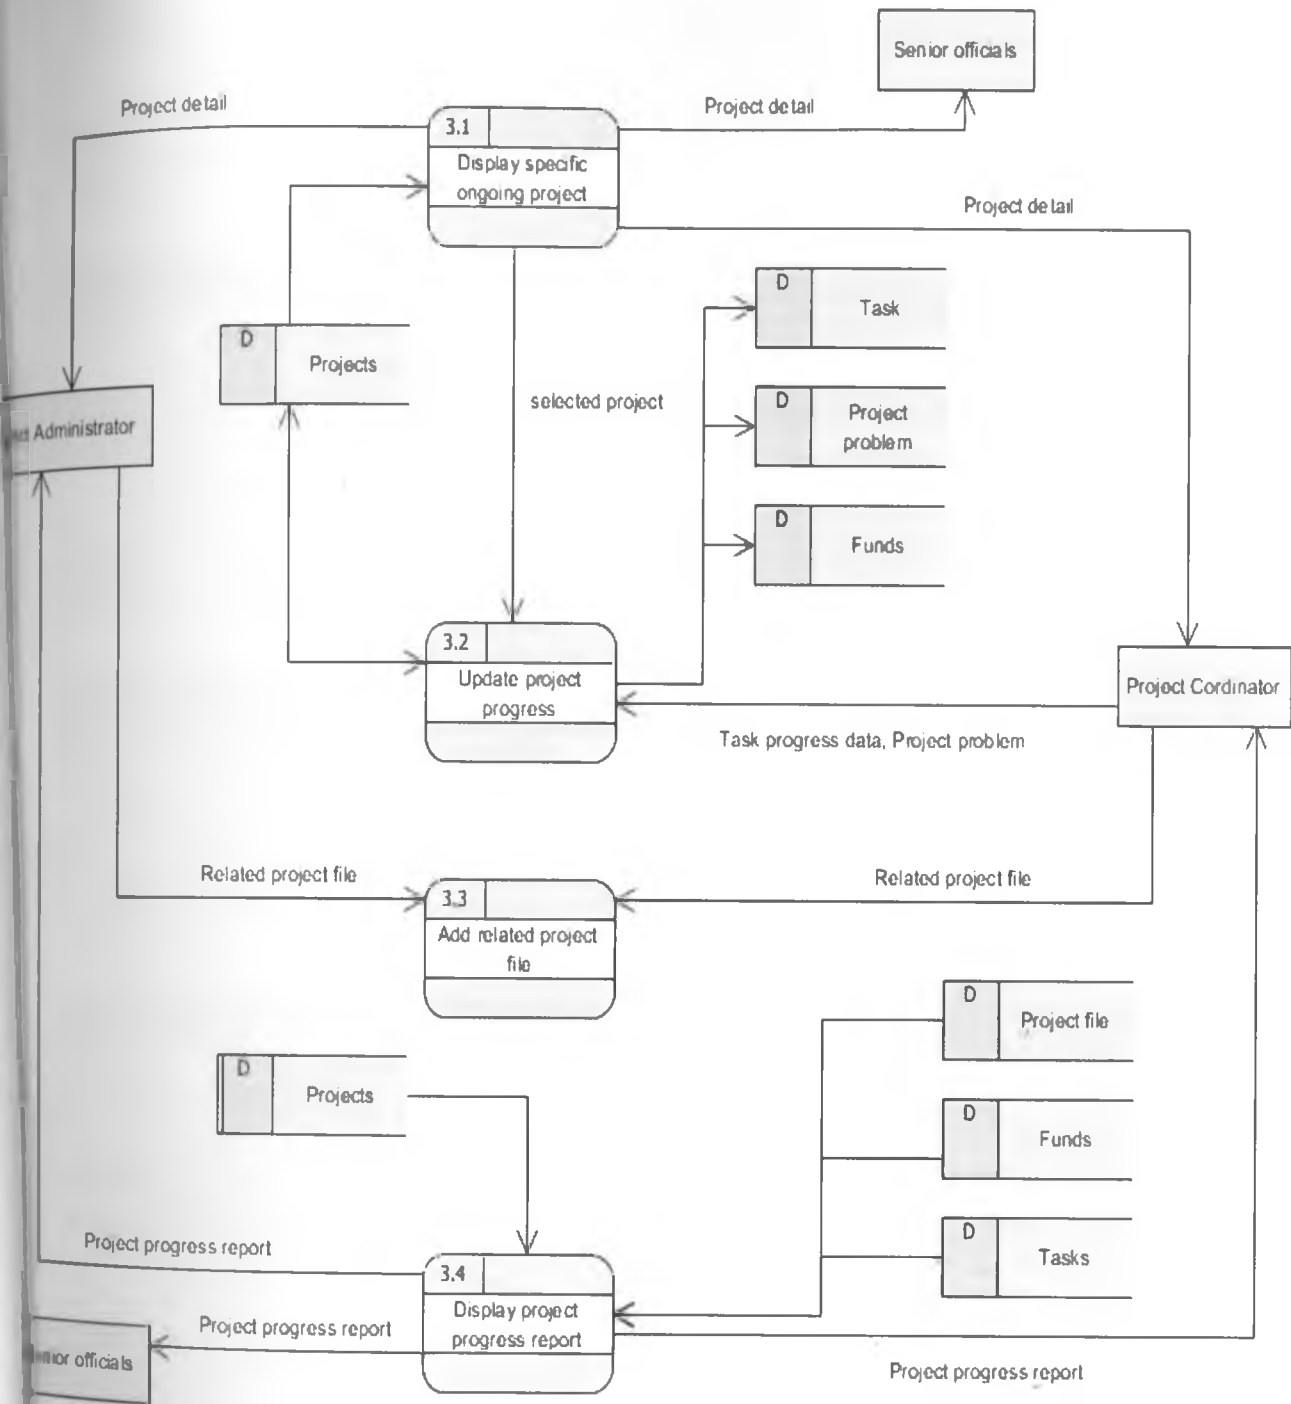 Senior officials
Project detail
Project detail
3.1
Display specific
ongoing project
Project detail
D
Task
D
Projects
selected project
D
Project
problem
Administrator
D
Funds
3.2
Update project
progress
Project Cordinator
Task progress data, Project problem
Related project file
Related project file
3.3
Add related project
file
D
Project file
D
Projects
D
Funds
D
Tasks
Project progress report
3.4
Display project
progress report
Project progress report
officials
Project progress report